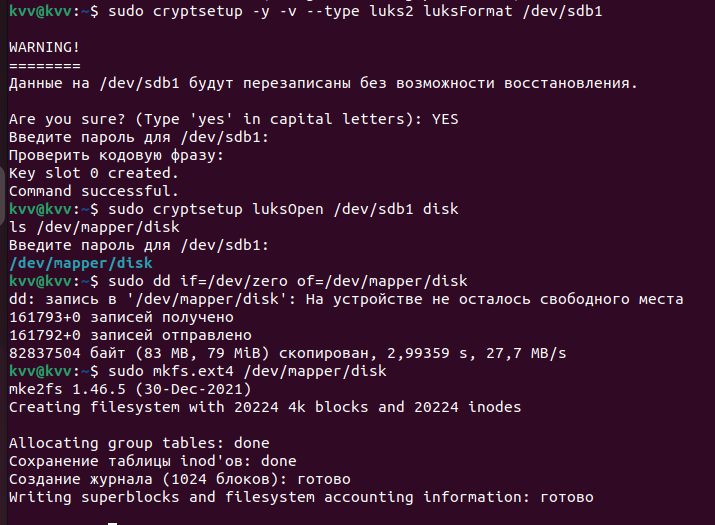 kvv@kvv:~$ sudo cryptsetup -y -v --type luks2 luksFormat /dev/sdb1
WARNING!
========
Данные на /dev/sdb1 будут перезаписаны без возможности восстановления.
Are you sure? (Type 'yes' in capital letters): YES
Введите пароль для /dev/sdb1:
Проверить кодовую фразу:
Key slot 0 created.
Command successful.
kvv@kvv:~$ sudo cryptsetup luksOpen /dev/sdb1 disk
ls /dev/mapper/disk
Введите пароль для /dev/sdb1:
/dev/mapper/disk
kvv@kvv:~$ sudo dd if=/dev/zero of=/dev/mapper/disk
dd: запись в '/dev/mapper/disk': На устройстве не осталось свободного места
161793+0 записей получено
161792+0 записей отправлено
82837504 байт (83 MB, 79 MiB) скопирован, 2,99359 s, 27,7 MB/s
kvv@kvv:~$ sudo mkfs.ext4 /dev/mapper/disk
mke2fs 1.46.5 (30-Dec-2021)
Creating filesystem with 20224 4k blocks and 20224 inodes
Allocating group tables: done
Сохранение таблицы inod'ов: done
Создание журнала (1024 блоков): готово
Writing superblocks and filesystem accounting information: готово